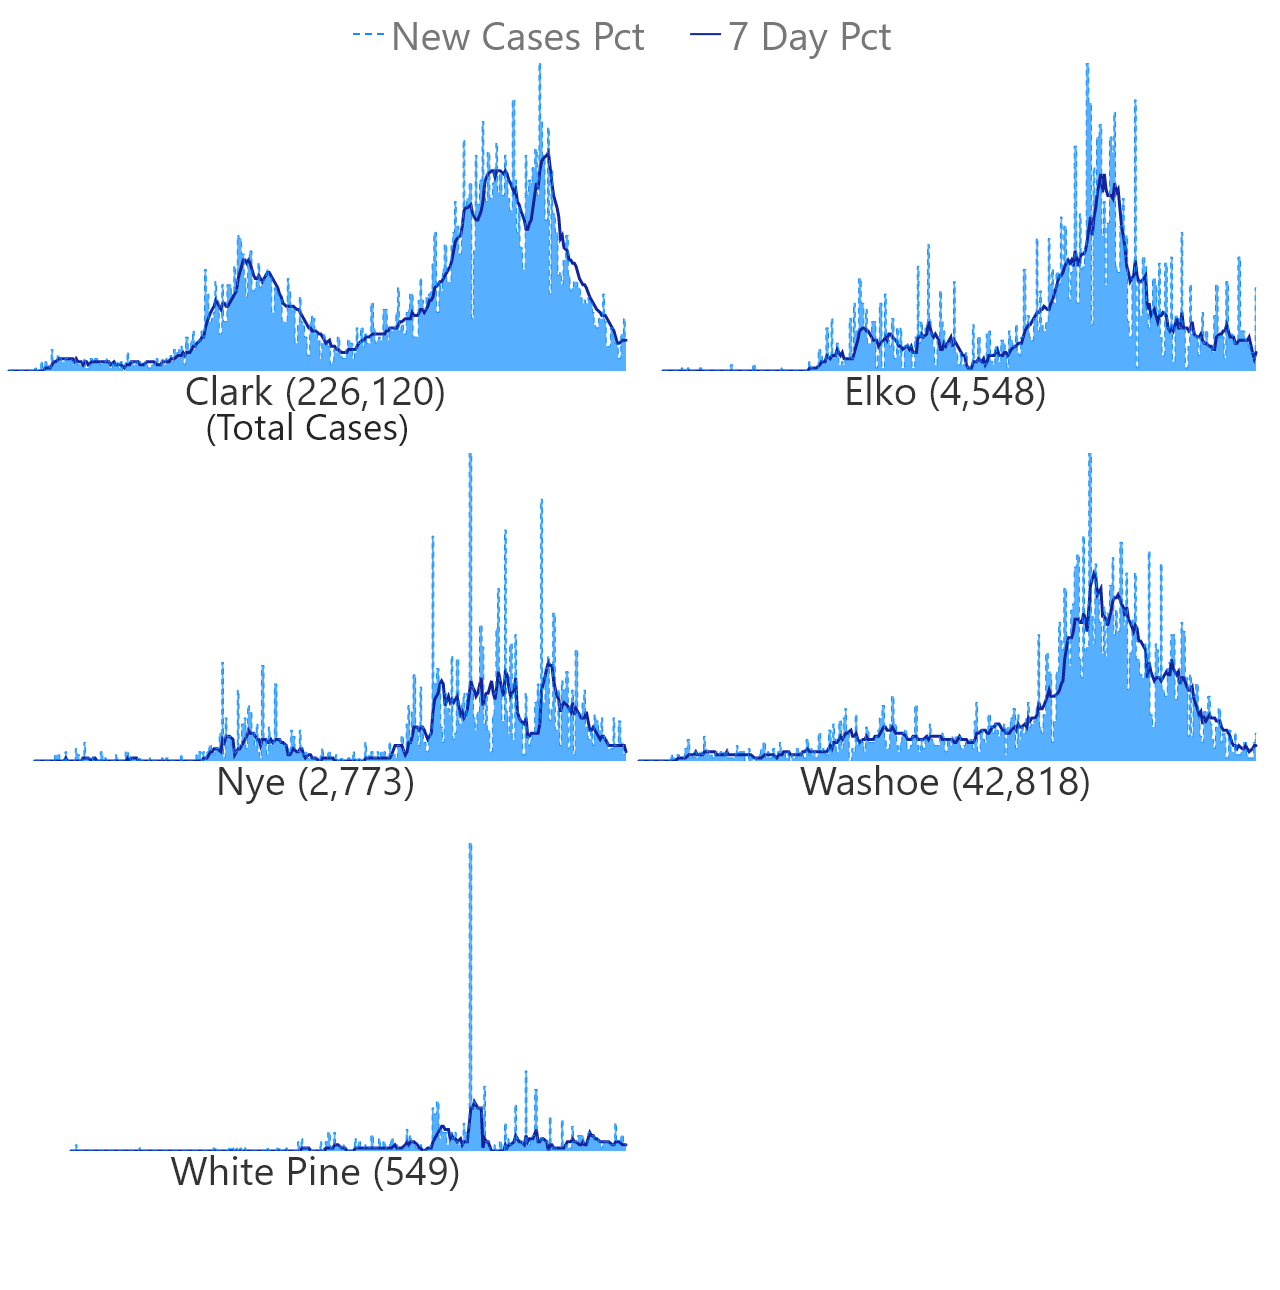 New Cases Pct 7 Day Pct
Clark (226,120)
(Total Cases)
Elko (4,548)
Nye (2,773)
Washoe (42,818)
White Pine (549)